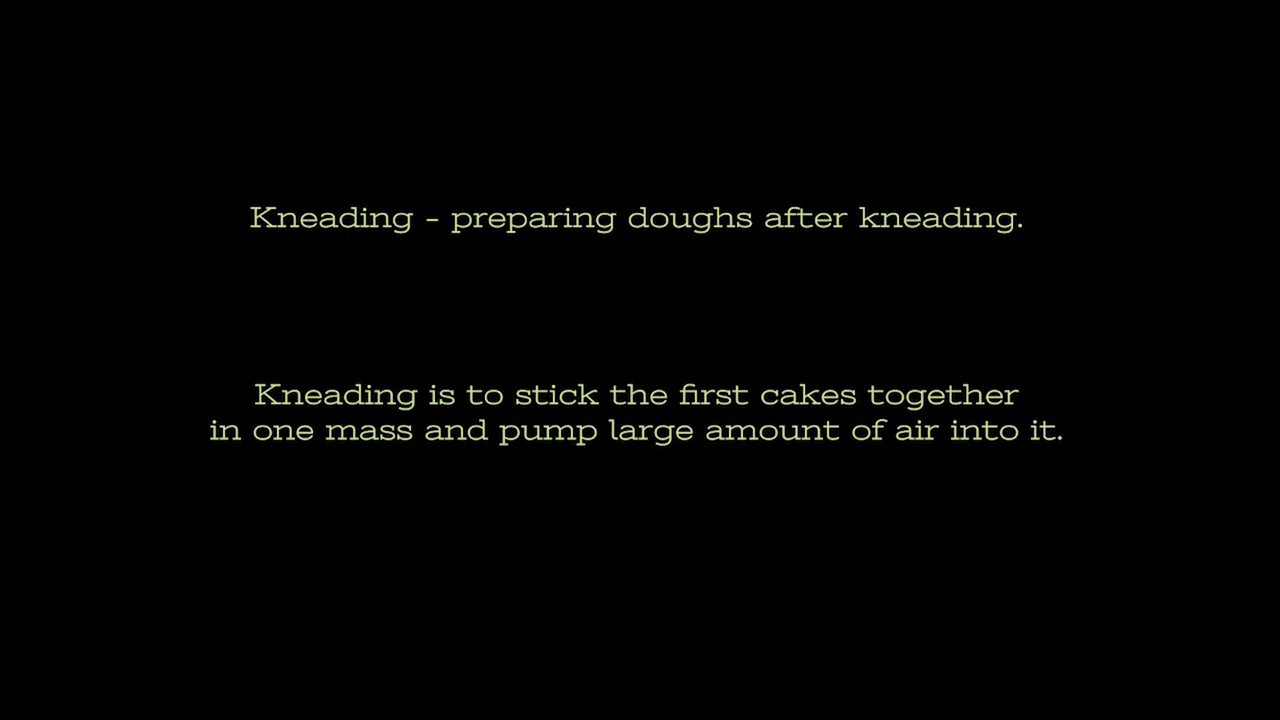 Kneading - preparing doughs after kneading.
Kneading is to stick the first cakes together
in one mass and pump large amount of air into it.